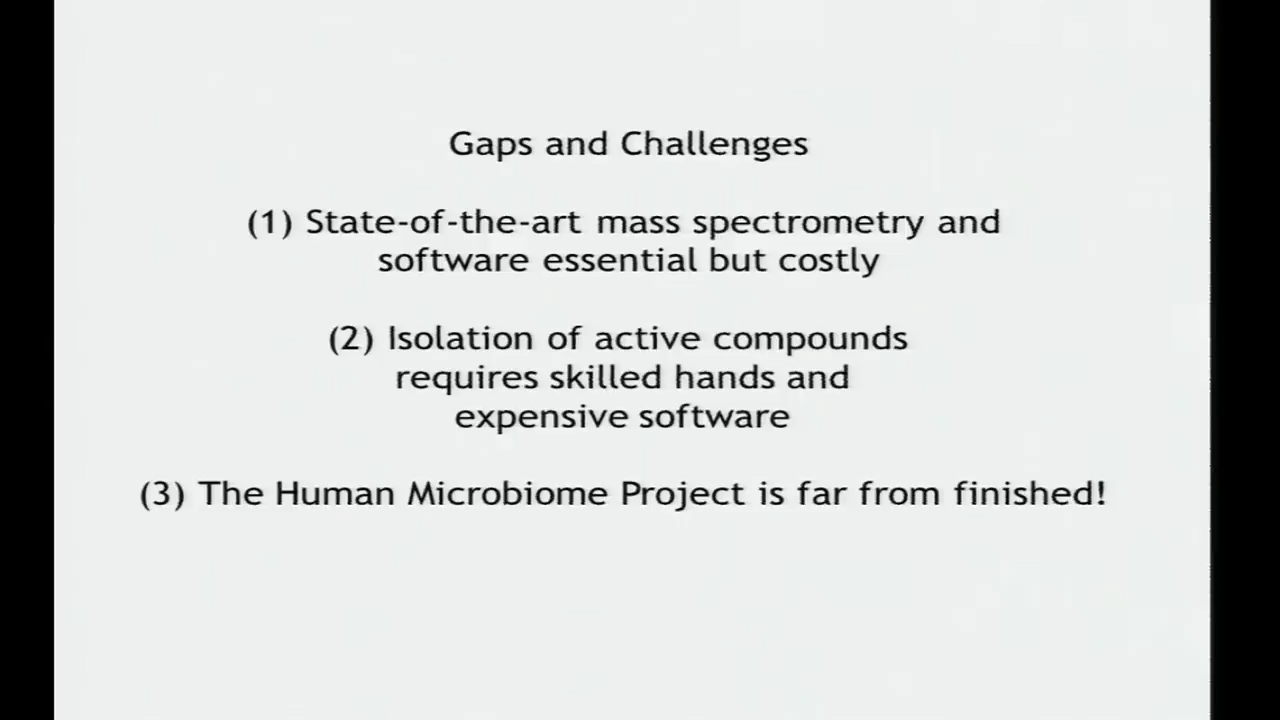 Gaps and Challenges
(1) State-of-the-art mass spectrometry and
software essential but costly
(2) Isolation of active compounds
requires skilled hands and
expensive software
(3) The Human Microbiome Project is far from finished!